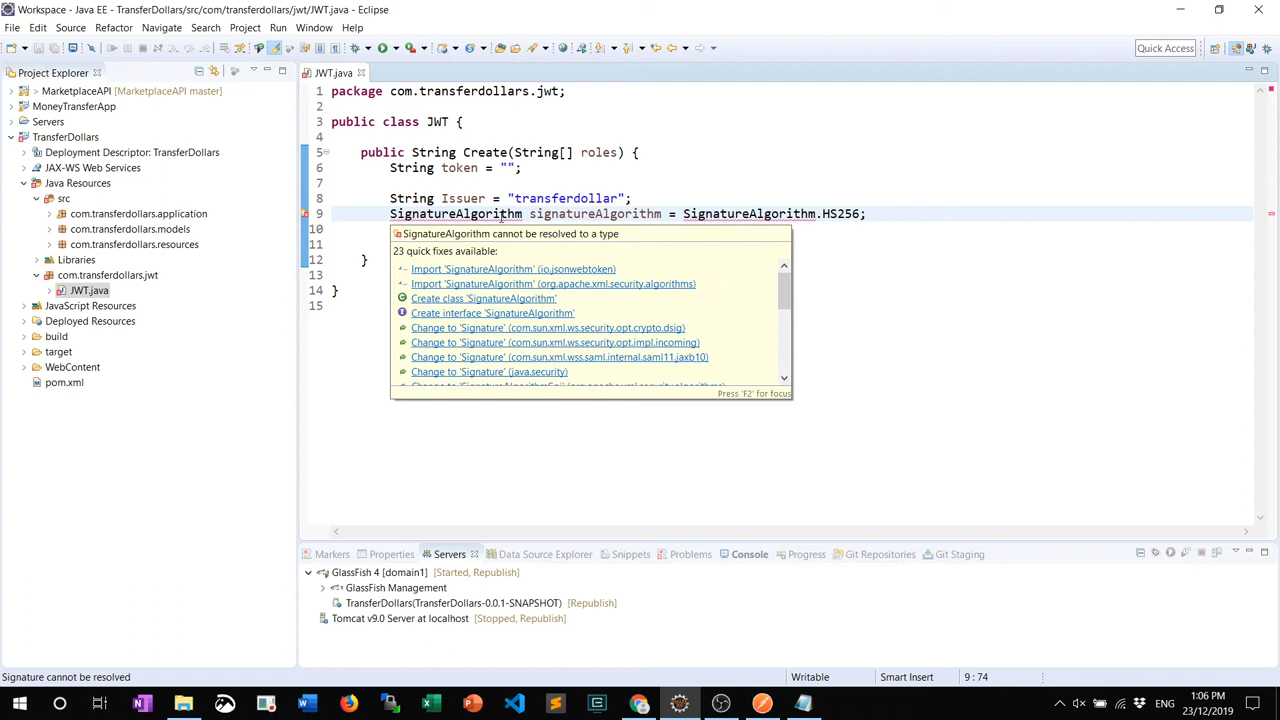 Workspace - Java EE - TransferDollars/src/com/transferdollars/jwt/JWT.java - Eclipse
File Edit Source Refactor Navigate Search Project Run Window Help
Quick Access
Project Explorer
JWT.java
> MarketplaceAPI [MarketplaceAPI master]
MoneyTransferApp
Servers
TransferDollars
Deployment Descriptor: TransferDollars
JAX-WS Web Services
Java Resources
src
com.transferdollars.application
com.transferdollars.models
com.transferdollars.resources
Libraries
com.transferdollars.jwt
JWT.java
JavaScript Resources
Deployed Resources
build
target
WebContent
pom.xml
1 package com.transferdollars.jwt;
2
3 public class JWT {
4
5 public String Create(String[] roles) {
6 String token = "";
7
8 String Issuer = "transferdollar";
9 SignatureAlgorithm signatureAlgorithm = SignatureAlgorithm.HS256;
10
11
12 }
13
14 }
15
SignatureAlgorithm cannot be resolved to a type
23 quick fixes available:
Import 'SignatureAlgorithm' (io.jsonwebtoken)
Import 'SignatureAlgorithm' (org.apache.xml.security.algorithms)
Create class 'SignatureAlgorithm'
Create interface 'SignatureAlgorithm'
Change to 'Signature' (com.sun.xml.ws.security.opt.crypto.dsig)
Change to 'Signature' (com.sun.xml.ws.security.opt.impl.incoming)
Change to 'Signature' (com.sun.xml.wss.saml.internal.saml11.jaxb10)
Change to 'Signature' (java.security)
Change to 'SignatureAlgorithmSpi' (org.apache.xml.security.algorithms)
Press 'F2' for focus
Markers Properties Servers Data Source Explorer Snippets Problems Console Progress Git Repositories Git Staging
GlassFish 4 [domain1] [Started, Republish]
GlassFish Management
TransferDollars(TransferDollars-0.0.1-SNAPSHOT) [Republish]
Tomcat v9.0 Server at localhost [Stopped, Republish]
Signature cannot be resolved
Writable
Smart Insert
9 : 74
ENG
1:06 PM
23/12/2019